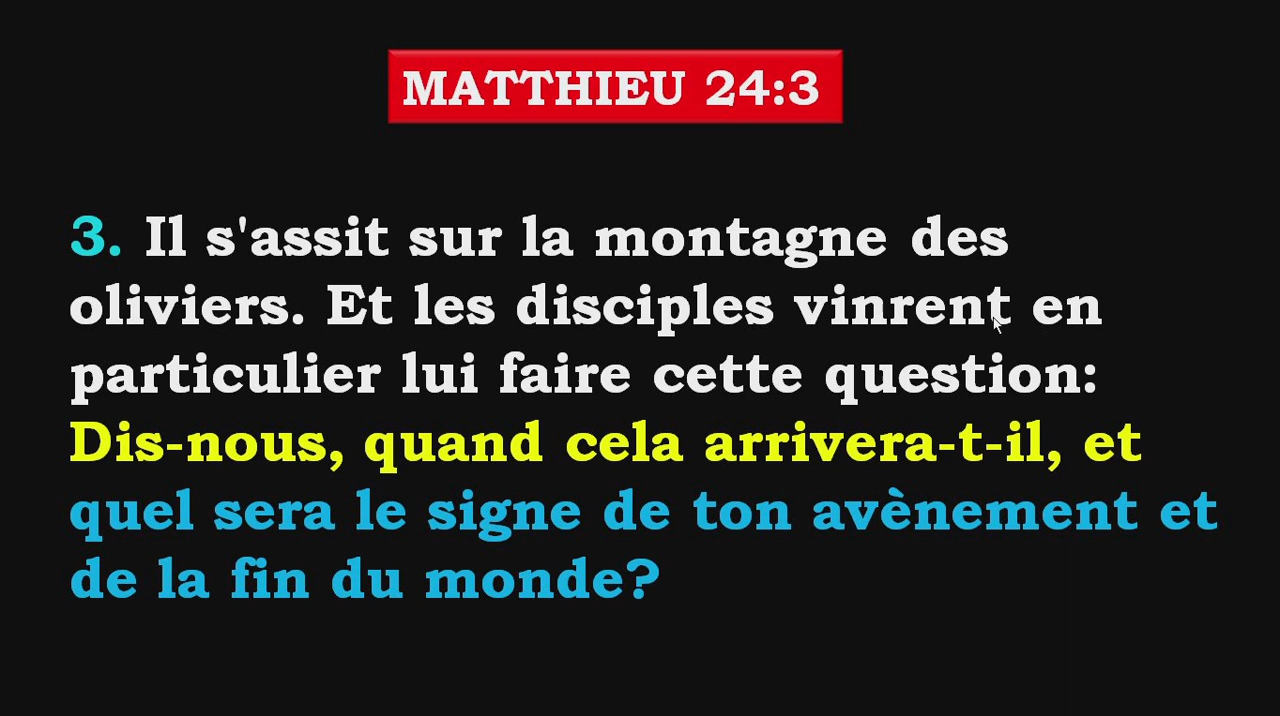 MATTHIEU 24:3
3. Il s'assit sur la montagne des
oliviers. Et les disciples vinrent en
particulier lui faire cette question:
Dis-nous, quand cela arrivera-t-il, et
quel sera le signe de ton avènement et
de la fin du monde?